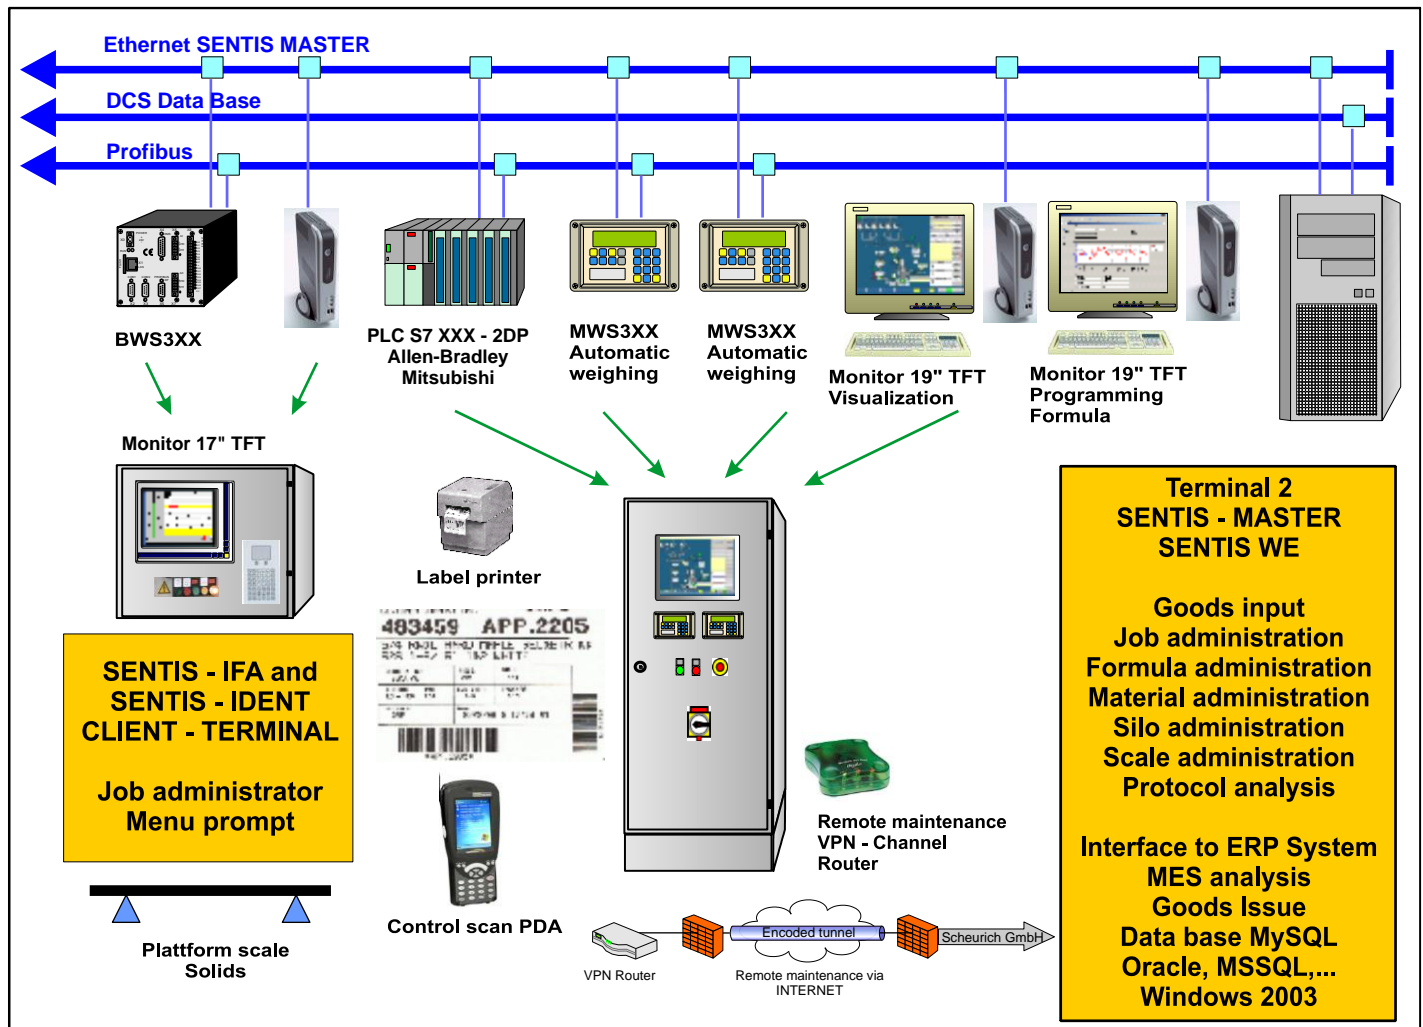 Ethernet SENTIS MASTER
DCS Data Base
Profibus
BWS3XX
PLC S7 XXX - 2DP
Allen-Bradley
Mitsubishi
MWS3XX
Automatic
weighing
MWS3XX
Automatic
weighing
Monitor 19" TFT
Visualization
Monitor 19" TFT
Programming
Formula
Monitor 17" TFT
Label printer
483459 APP.2205
SENTIS - IFA and
SENTIS - IDENT
CLIENT - TERMINAL
Job administrator
Menu prompt
Plattform scale
Solids
Control scan PDA
Remote maintenance
VPN - Channel
Router
VPN Router
Encoded tunnel
Remote maintenance via
INTERNET
Scheurich GmbH
Terminal 2
SENTIS - MASTER
SENTIS WE
Goods input
Job administration
Formula administration
Material administration
Silo administration
Scale administration
Protocol analysis
Interface to ERP System
MES analysis
Goods Issue
Data base MySQL
Oracle, MSSQL,...
Windows 2003